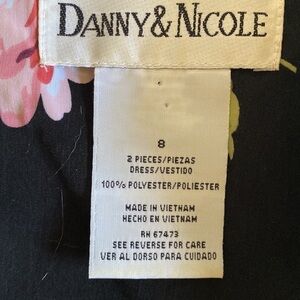 DANNY & NICOLE
8
2 PIECES/PIEZAS
DRESS/VESTIDO
100% POLYESTER/POLIESTER
MADE IN VIETNAM
HECHO EN VIETNAM
RN 67473
SEE REVERSE FOR CARE
VER AL DORSO PARA CUIDADO